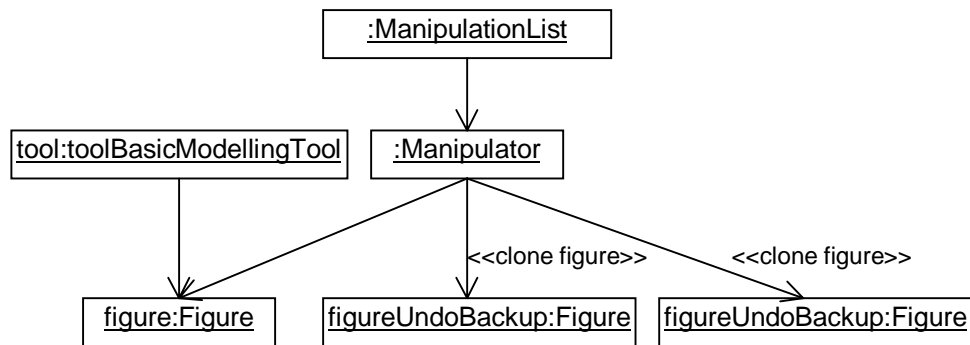 :ManipulationList
tool:toolBasicModellingTool
:Manipulator
<<clone figure>>
<<clone figure>>
figure:Figure
figureUndoBackup:Figure
figureUndoBackup:Figure